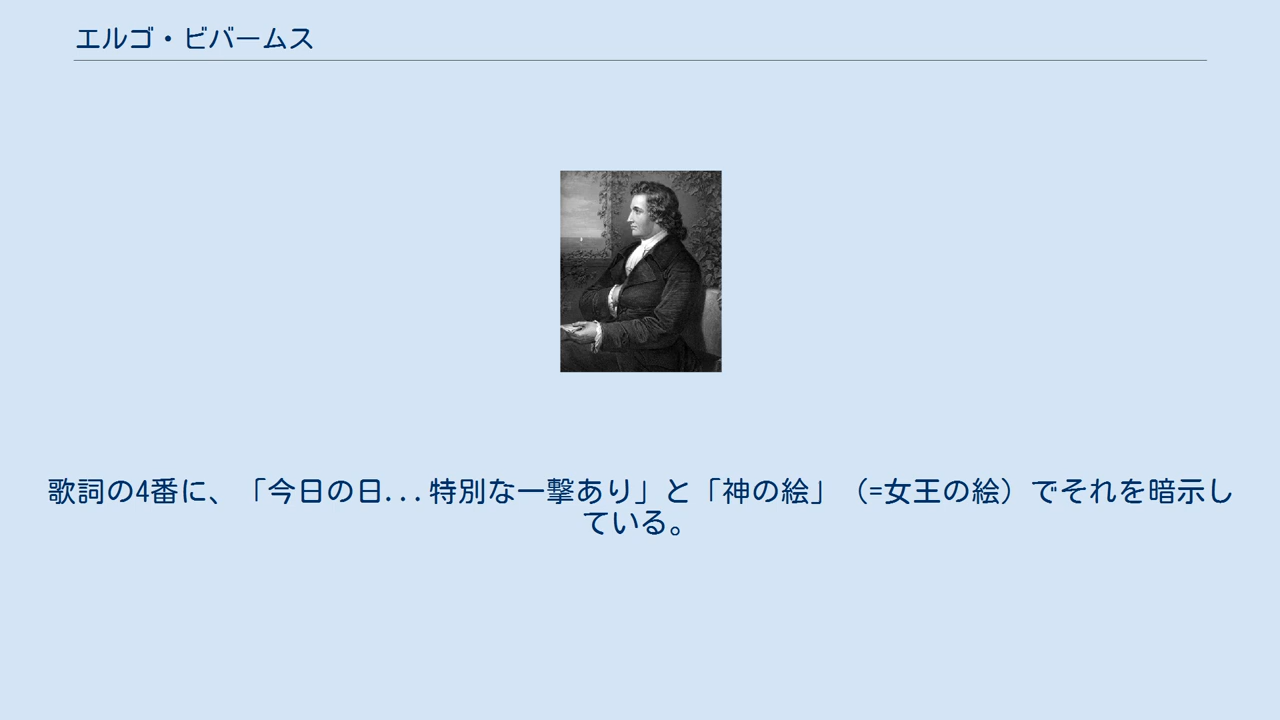 エルゴ・ビバームス
歌詞の4番に、「今日の日...特別な一撃あり」と「神の絵」（=女王の絵）でそれを暗示し
ている。